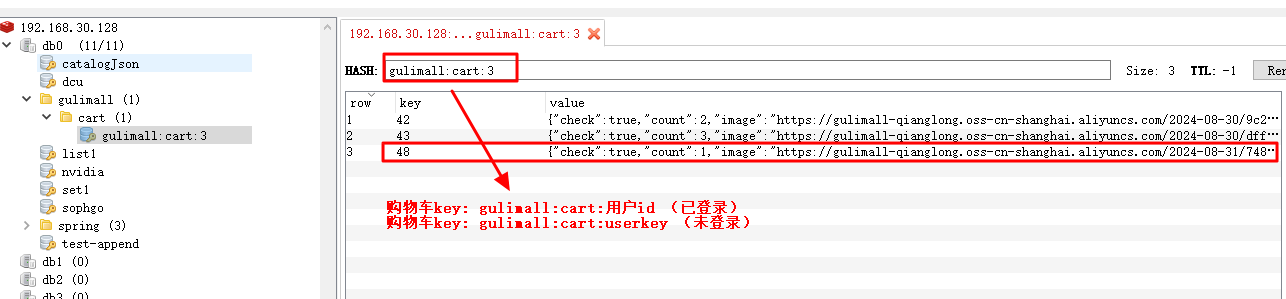 192.168.30.128
db0 (11/11)
catalogJson
dcu
gulimall (1)
cart (1)
gulimall:cart:3
list1
nvidia
set1
sophgo
spring (3)
test-append
db1 (0)
db2 (0)
db3 (0)
192.168.30.128:...gulimall:cart:3
HASH: gulimall:cart:3 Size: 3 TTL: -1 Ren
row key value
1 42 {"check":true,"count":2,"image":"https://gulimall-qianglong.oss-cn-shanghai.aliyuncs.com/2024-08-30/9c2…
2 43 {"check":true,"count":3,"image":"https://gulimall-qianglong.oss-cn-shanghai.aliyuncs.com/2024-08-30/dff…
3 48 {"check":true,"count":1,"image":"https://gulimall-qianglong.oss-cn-shanghai.aliyuncs.com/2024-08-31/748…
购物车key: gulimall:cart:用户id （已登录）
购物车key: gulimall:cart:userkey （未登录）